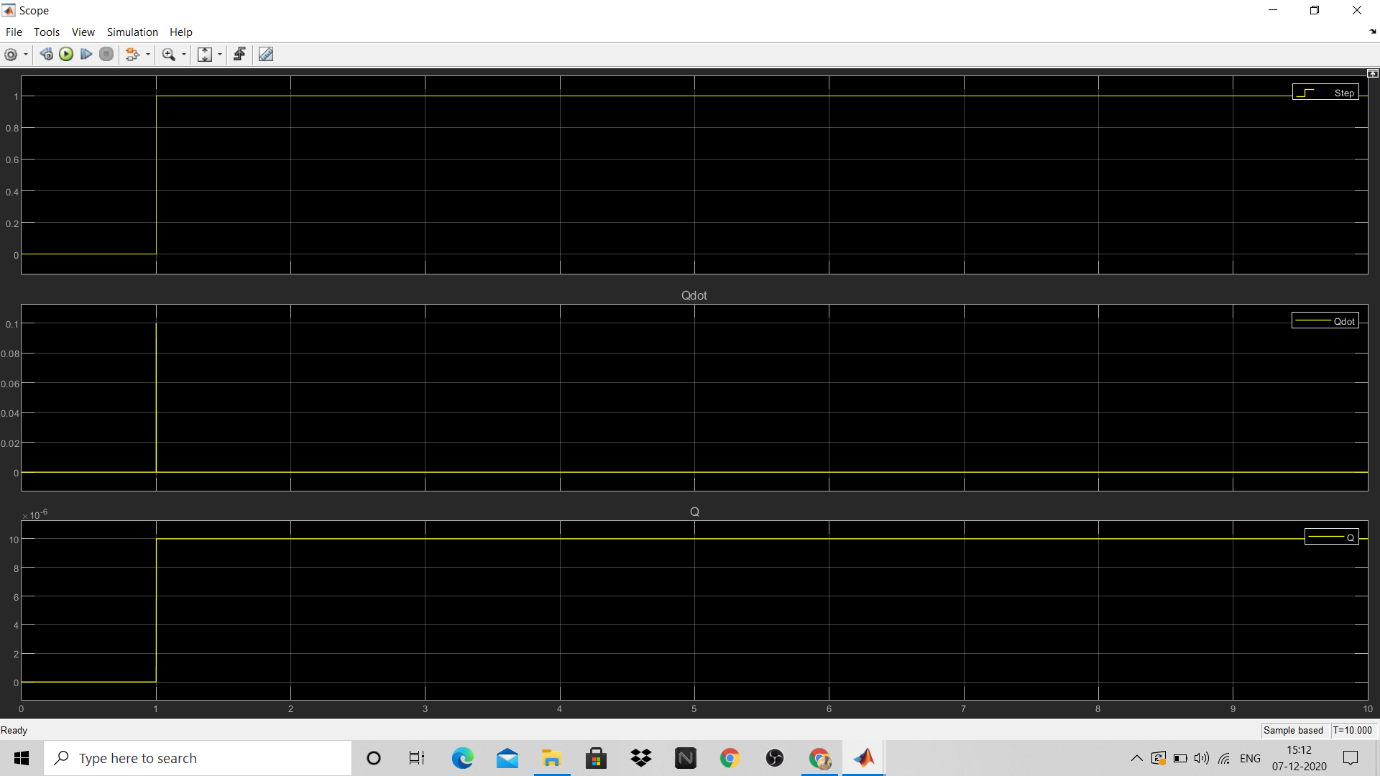 Scope
File Tools View Simulation Help
Step
1
0.8
0.6
0.4
0.2
0
Qdot
Qdot
0.1
0.08
0.06
0.04
0.02
0
×10-6
Q
Q
10
8
6
4
2
0
0 1 2 3 4 5 6 7 8 9 10
Ready
Sample based T=10.000
Type here to search
ENG
15:12
07-12-2020